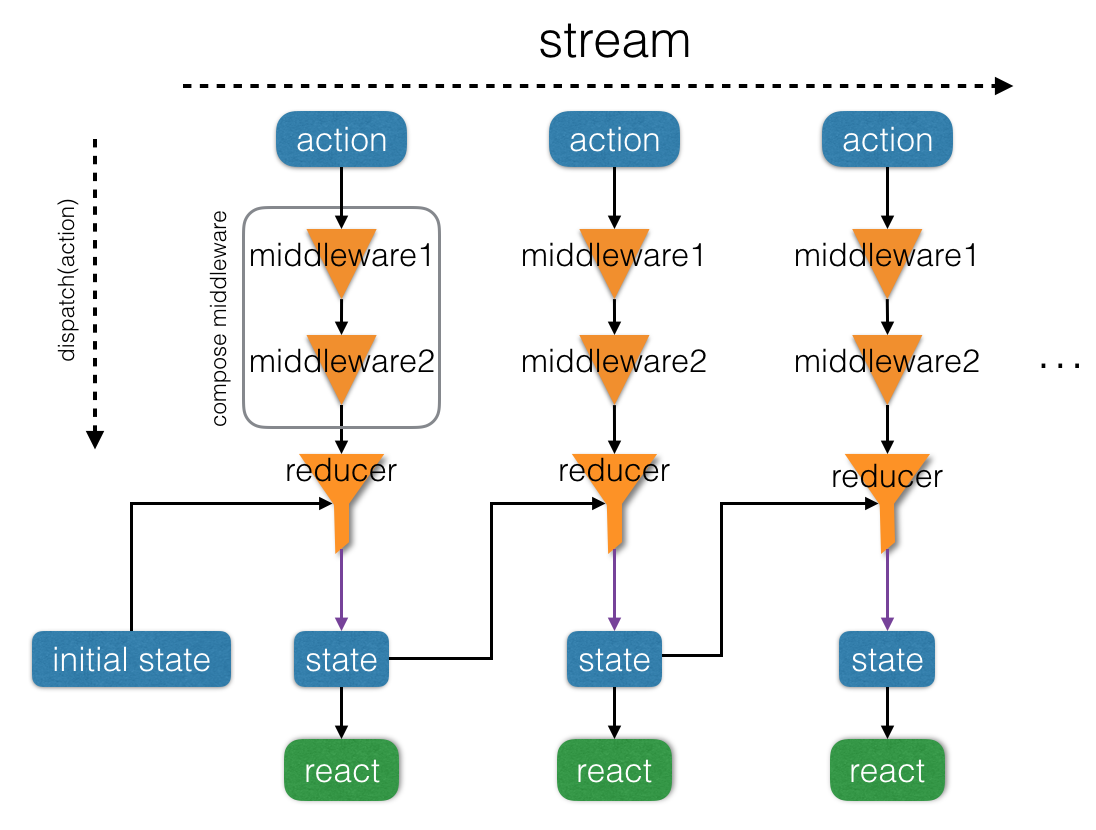 stream
action
action
action
dispatch(action)
compose middleware
middleware1
middleware1
middleware1
middleware2
middleware2
middleware2
...
reducer
reducer
reducer
initial state
state
state
state
react
react
react